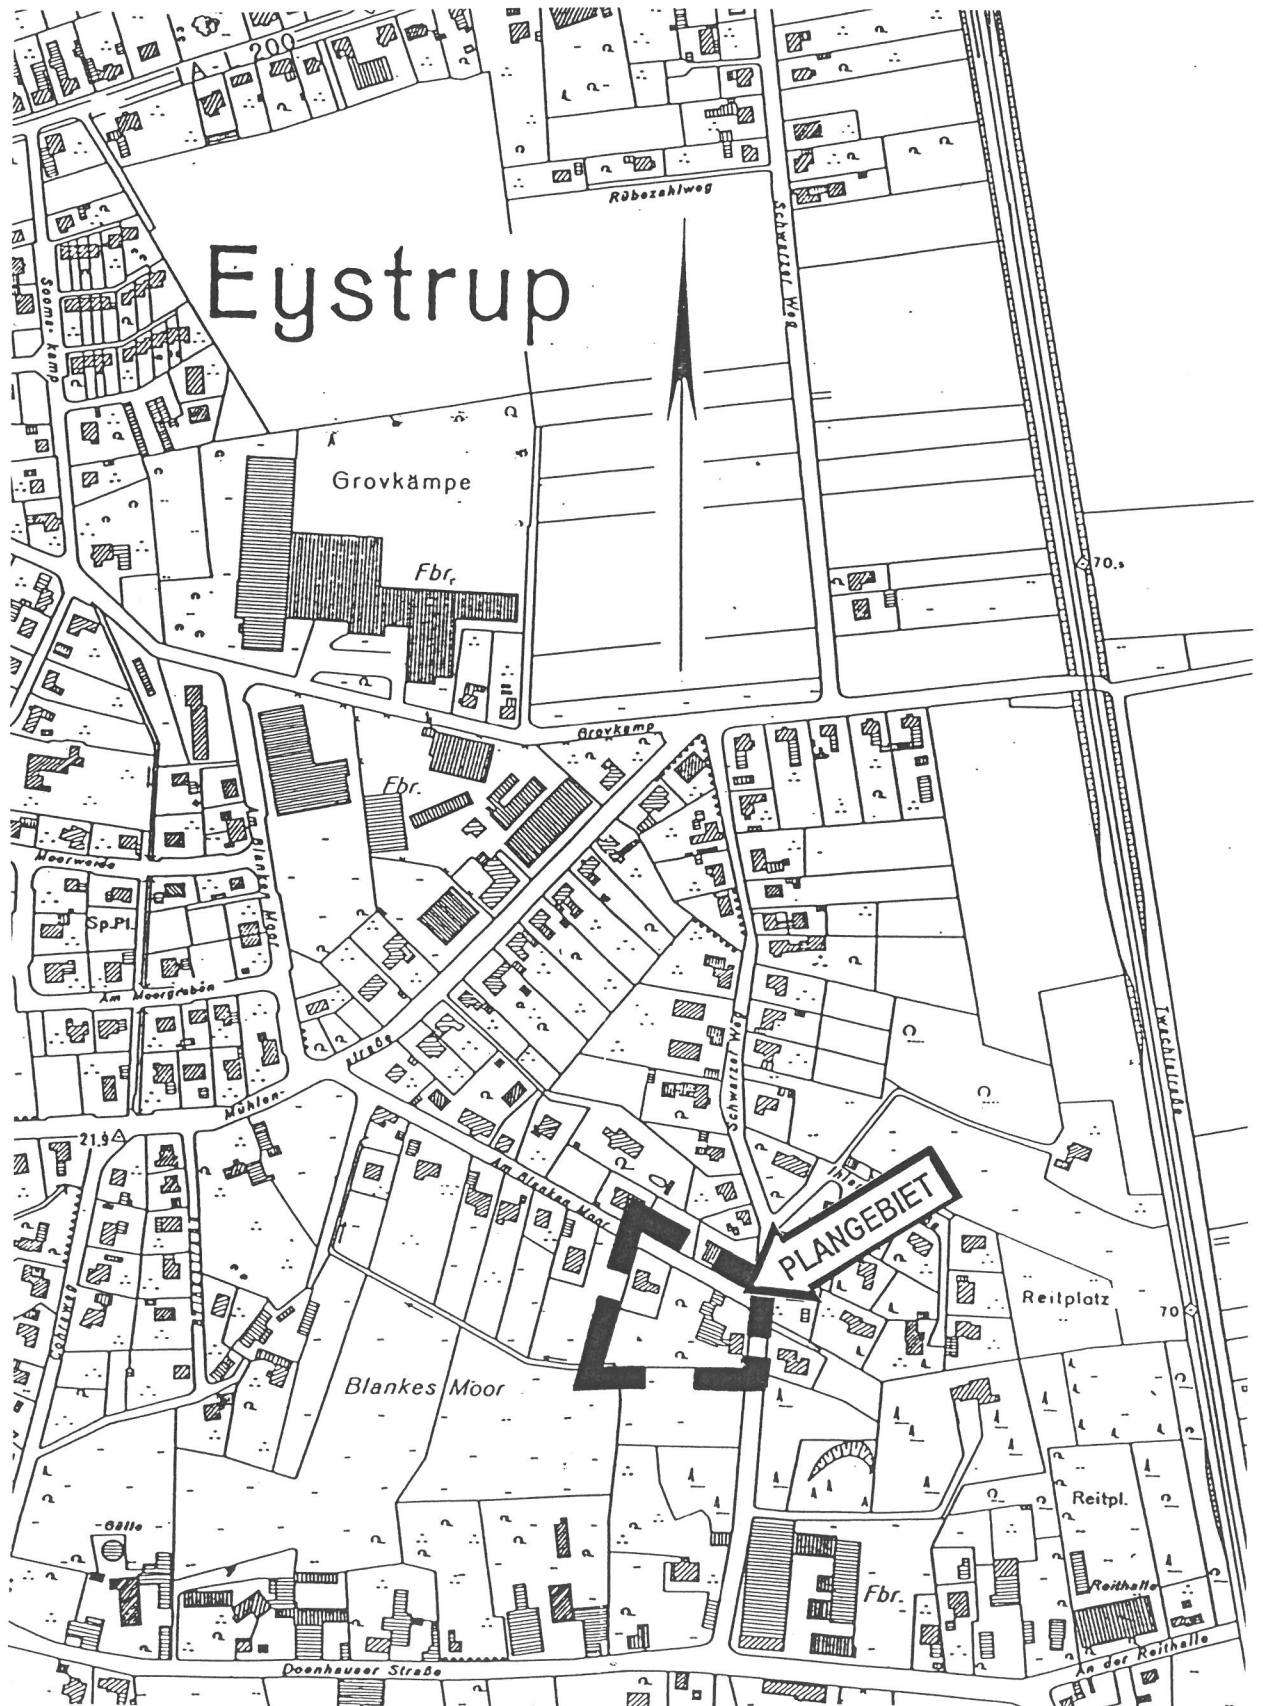 200
Rübezahlweg
Schwarzer Weg
Eystrup
Grovkämpe
Fbr.
70,5
Grovkamp
Fbr.
Am Blanken Moor
Moorweide
Sp.Pl.
Am Moorgraben
Twachtstraße
Schwarzer Weg
Mühlen-
straße
21,9
Am Blanken Moor
PLANGEBIET
Reitplatz
70
Blankes Moor
Reitpl.
Gülle
Reithalle
Fbr.
Doenhauser Straße
An der Reithalle